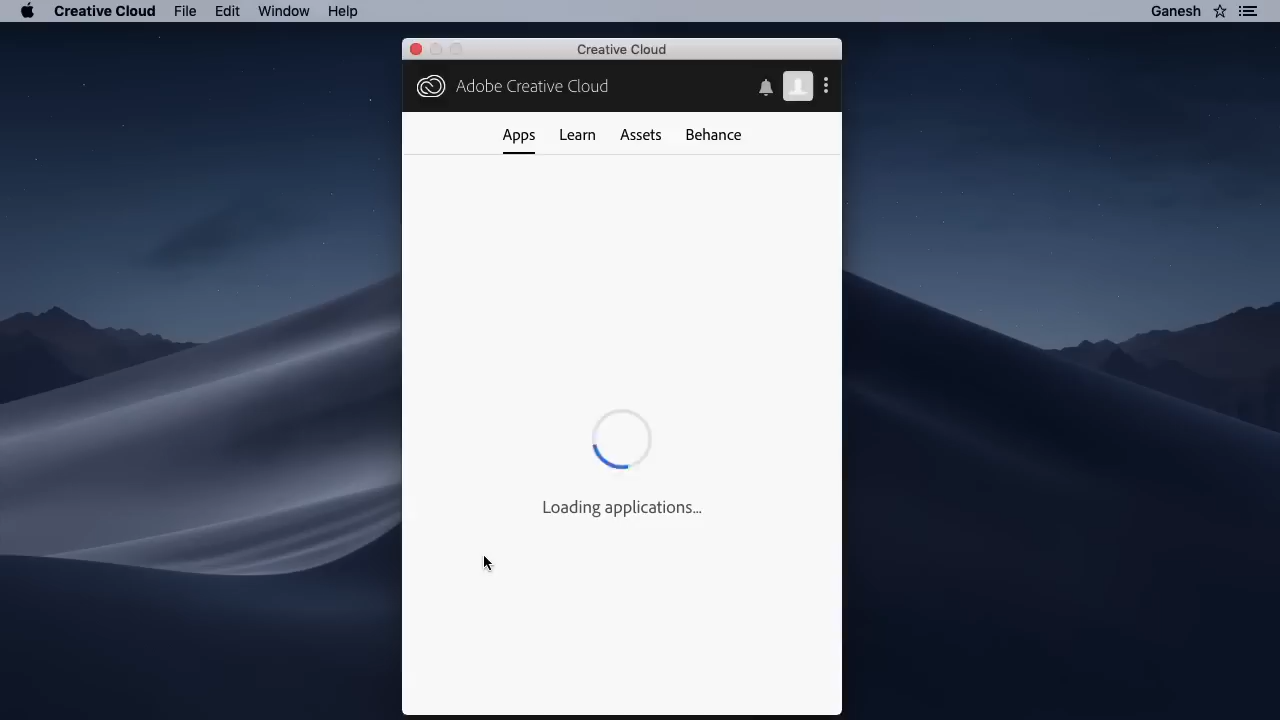 Creative Cloud File Edit Window Help Ganesh
Creative Cloud
Adobe Creative Cloud
Apps Learn Assets Behance
Loading applications...